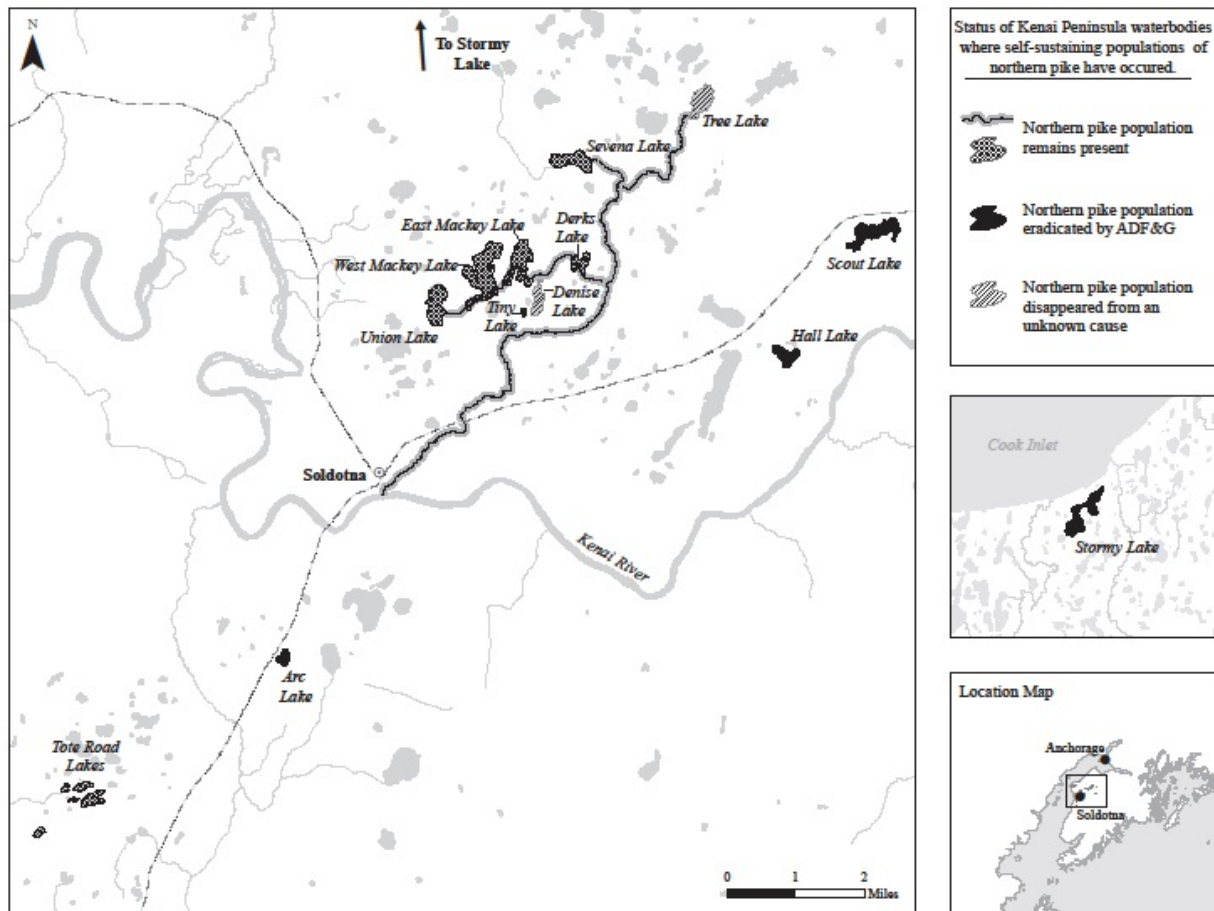 N
To Stormy
Lake
Tree Lake
Sevena Lake
East Mackey Lake
Derks
Lake
West Mackey Lake
Scout Lake
Denise
Lake
Tiny
Lake
Union Lake
Hall Lake
Soldotna
Kenai River
Arc
Lake
Tote Road
Lakes
0 1 2
Miles
Status of Kenai Peninsula waterbodies
where self-sustaining populations of
northern pike have occured.
Northern pike population
remains present
Northern pike population
eradicated by ADF&G
Northern pike population
disappeared from an
unknown cause
Cook Inlet
Stormy Lake
Location Map
Anchorage
Soldotna